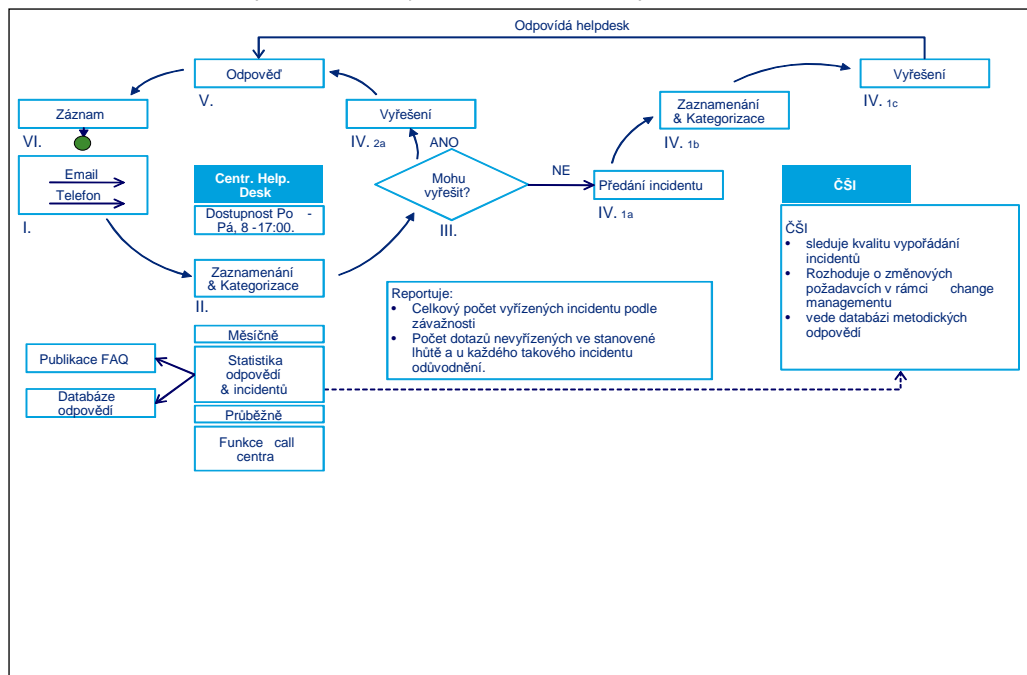 Odpovídá helpdesk
Odpověď
V.
Vyřešení
IV. 1c
Záznam
VI.
Vyřešení
IV. 2a
ANO
Zaznamenání
& Kategorizace
IV. 1b
Email
Telefon
I.
Centr. Help.
Desk
Dostupnost Po -
Pá, 8 -17:00.
Mohu
vyřešit?
III.
NE
Předání incidentu
IV. 1a
ČŠI
ČŠI
• sleduje kvalitu vypořádání
incidentů
• Rozhoduje o změnových
požadavcích v rámci change
managementu
• vede databázi metodických
odpovědí
Zaznamenání
& Kategorizace
II.
Reportuje:
• Celkový počet vyřízených incidentu podle
závažnosti
• Počet dotazů nevyřízených ve stanovené
lhůtě a u každého takového incidentu
odůvodnění.
Měsíčně
Publikace FAQ
Statistika
odpovědí
& incidentů
Databáze
odpovědí
Průběžně
Funkce call
centra